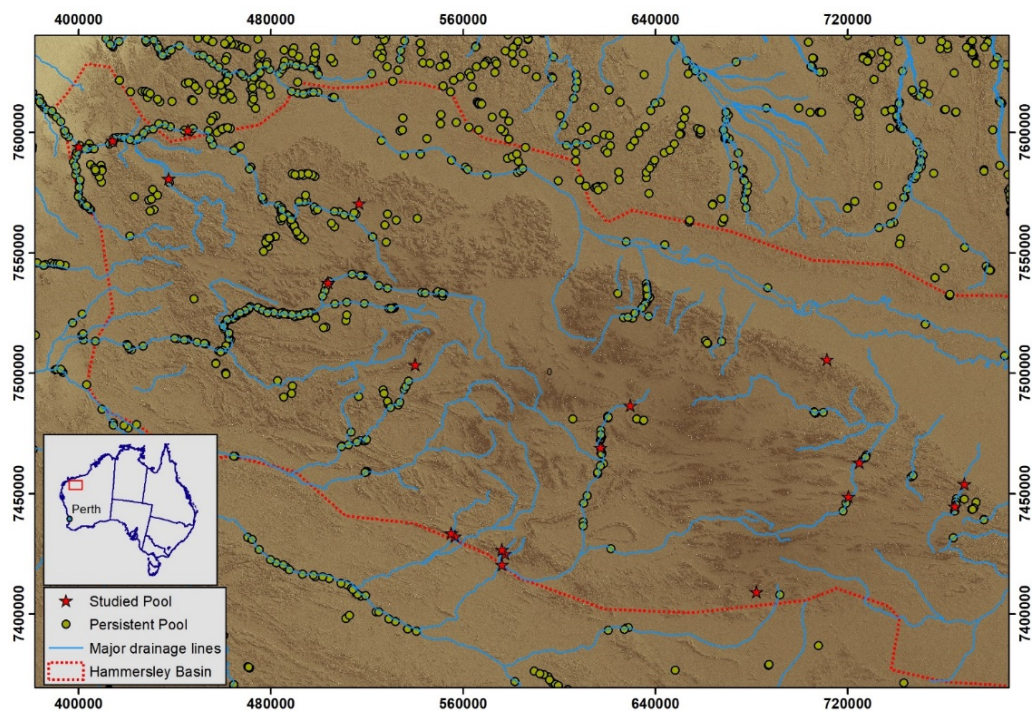 400000 480000 560000 640000 720000
7600000 7600000
7550000 7550000
7500000 7500000
0
7450000 7450000
7400000 7400000
Perth
Studied Pool
Persistent Pool
Major drainage lines
Hammersley Basin
400000 480000 560000 640000 720000